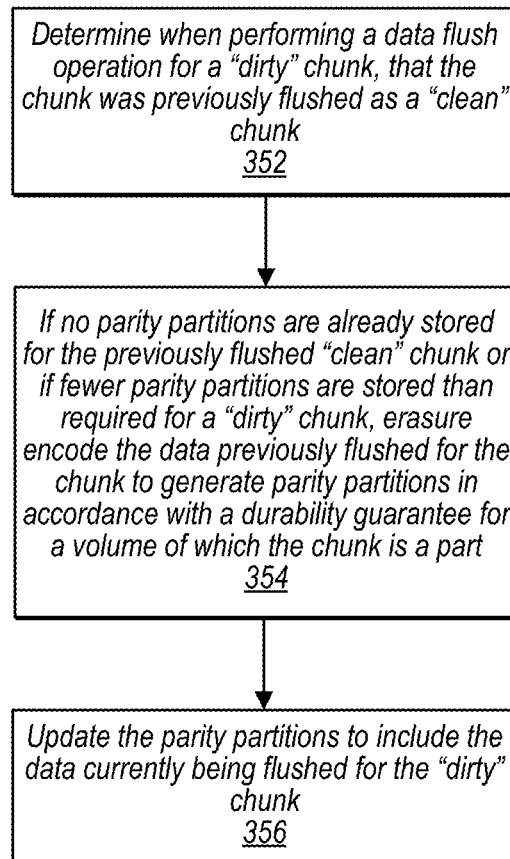 Determine when performing a data flush
operation for a “dirty” chunk, that the
chunk was previously flushed as a “clean”
chunk
352
If no parity partitions are already stored
for the previously flushed “clean” chunk or
if fewer parity partitions are stored than
required for a “dirty” chunk, erasure
encode the data previously flushed for the
chunk to generate parity partitions in
accordance with a durability guarantee for
a volume of which the chunk is a part
354
Update the parity partitions to include the
data currently being flushed for the “dirty”
chunk
356